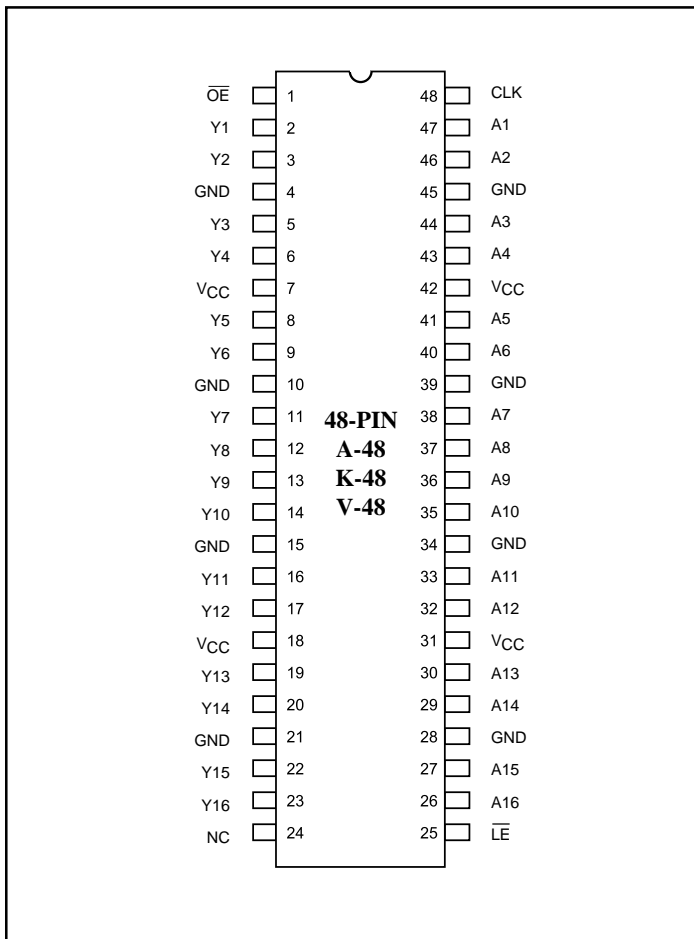 OE 1 48 CLK
Y1 2 47 A1
Y2 3 46 A2
GND 4 45 GND
Y3 5 44 A3
Y4 6 43 A4
VCC 7 42 VCC
Y5 8 41 A5
Y6 9 40 A6
GND 10 39 GND
Y7 11 38 A7
48-PIN
Y8 12 37 A8
A-48
Y9 13 36 A9
K-48
Y10 14 35 A10
V-48
GND 15 34 GND
Y11 16 33 A11
Y12 17 32 A12
VCC 18 31 VCC
Y13 19 30 A13
Y14 20 29 A14
GND 21 28 GND
Y15 22 27 A15
Y16 23 26 A16
NC 24 25 LE